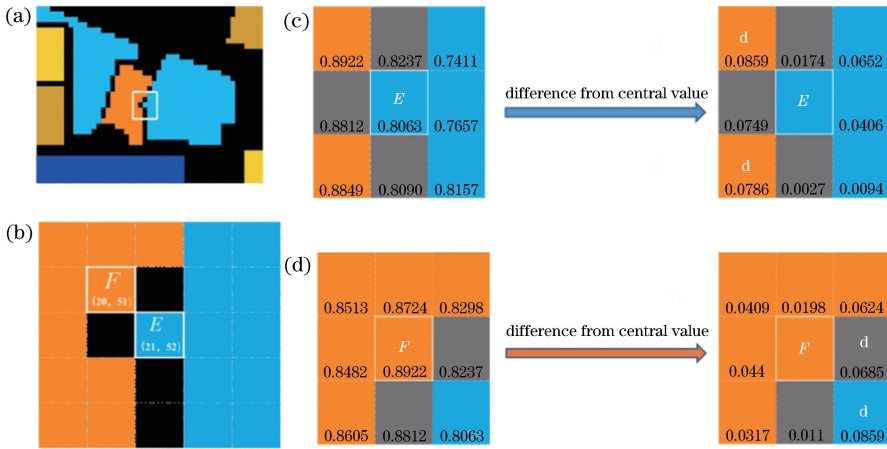 (a)
(b)
F
(20, 51)
E
(21, 52)
(c)
0.8922 0.8237 0.7411
E
0.8812 0.8063 0.7657
0.8849 0.8090 0.8157
difference from central value
d
0.0859 0.0174 0.0652
E
0.0749 0.0406
d
0.0786 0.0027 0.0094
(d)
0.8513 0.8724 0.8298
F
0.8482 0.8922 0.8237
0.8605 0.8812 0.8063
difference from central value
0.0409 0.0198 0.0624
F d
0.044 0.0685
d
0.0317 0.011 0.0859